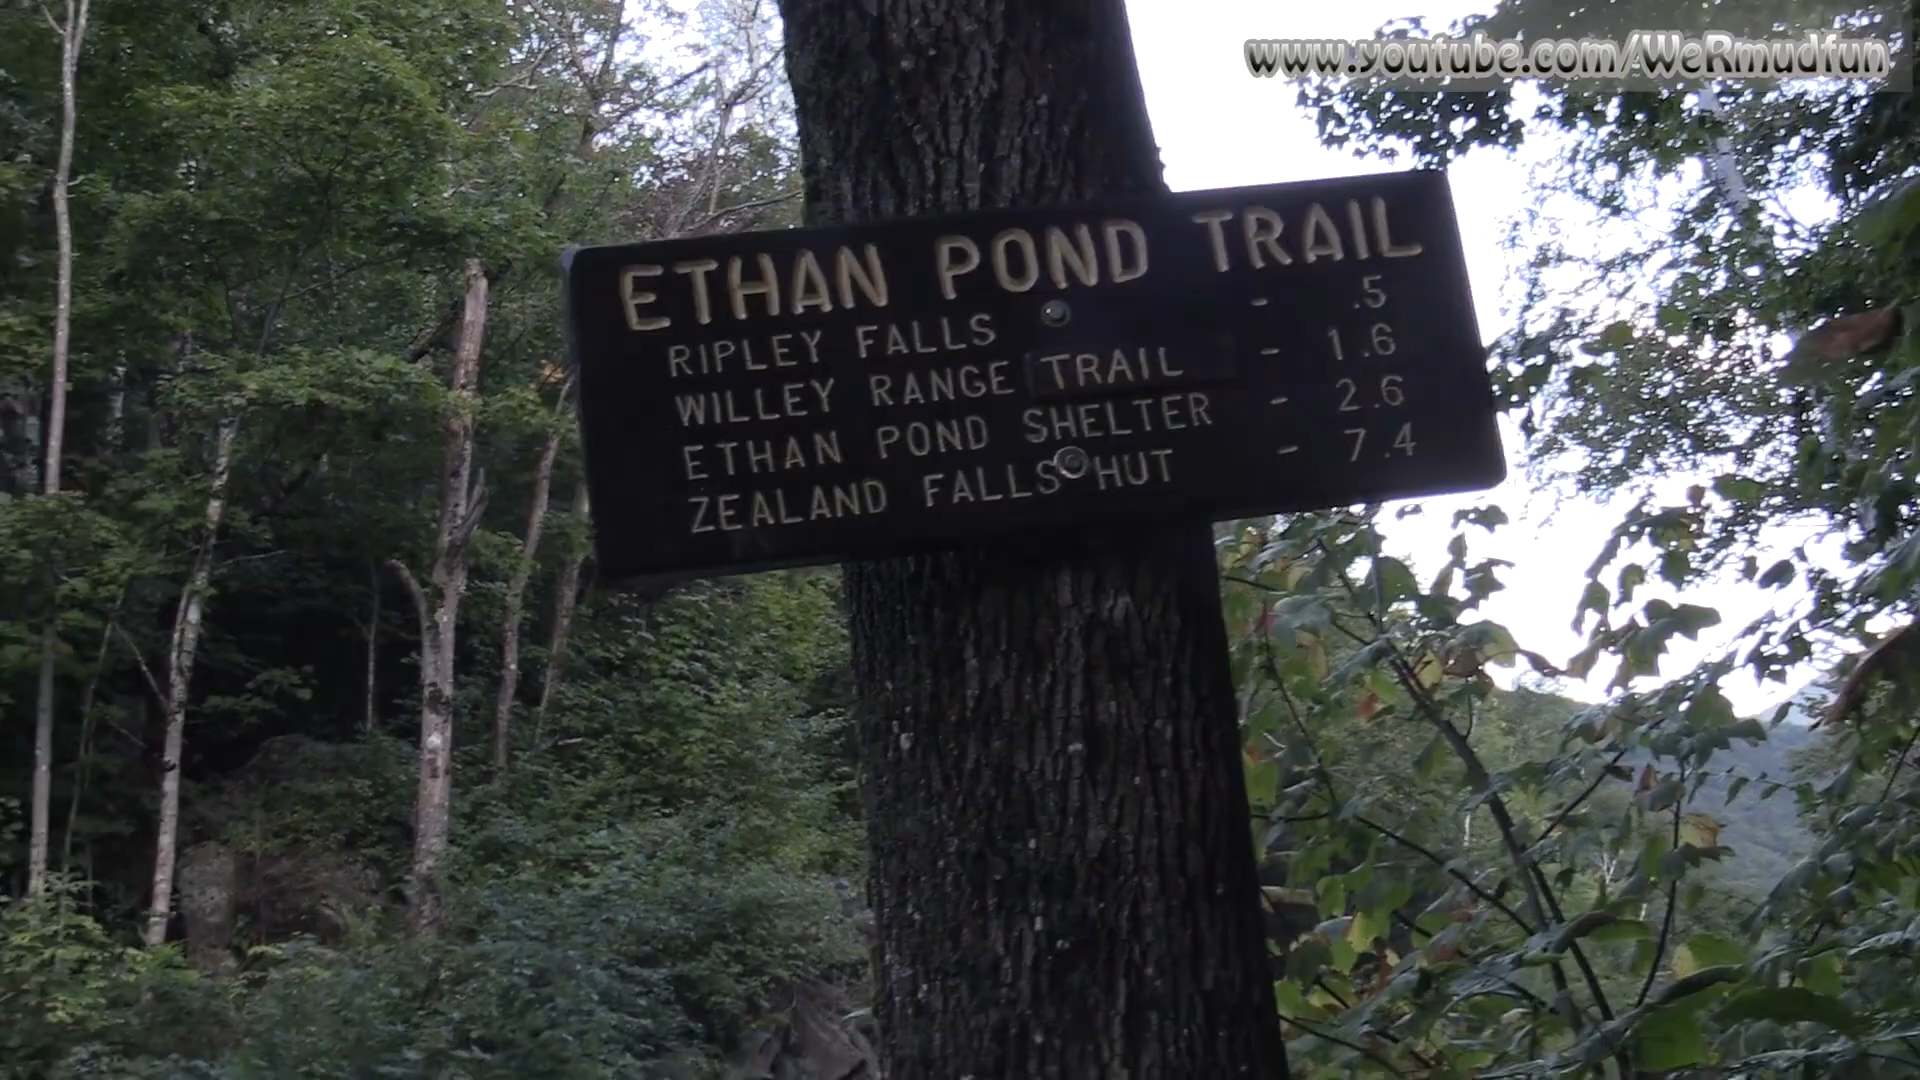 www.youtube.com/WeRmudfun
ETHAN POND TRAIL
RIPLEY FALLS - .5
WILLEY RANGE TRAIL - 1.6
ETHAN POND SHELTER - 2.6
ZEALAND FALLS HUT - 7.4